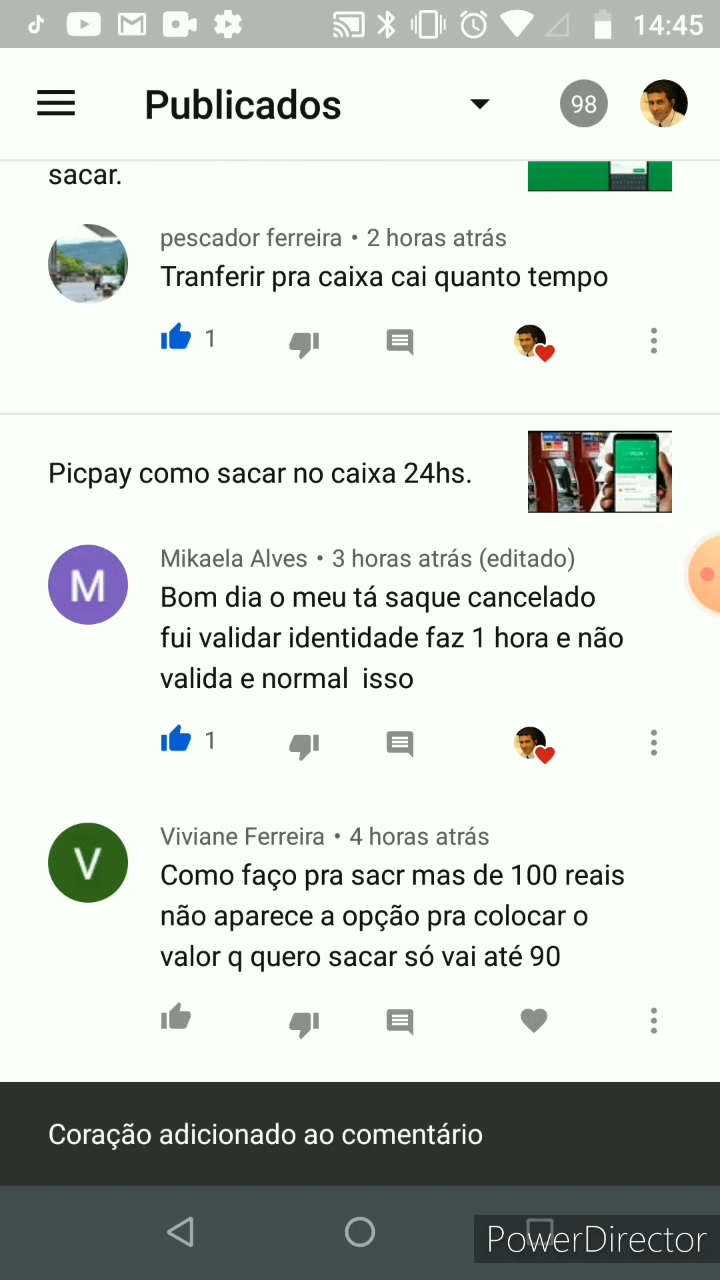 14:45
Publicados
98
sacar.
pescador ferreira • 2 horas atrás
Tranferir pra caixa cai quanto tempo
1
Picpay como sacar no caixa 24hs.
M
Mikaela Alves • 3 horas atrás (editado)
Bom dia o meu tá saque cancelado
fui validar identidade faz 1 hora e não
valida e normal  isso
1
V
Viviane Ferreira • 4 horas atrás
Como faço pra sacr mas de 100 reais
não aparece a opção pra colocar o
valor q quero sacar só vai até 90
Coração adicionado ao comentário
PowerDirector